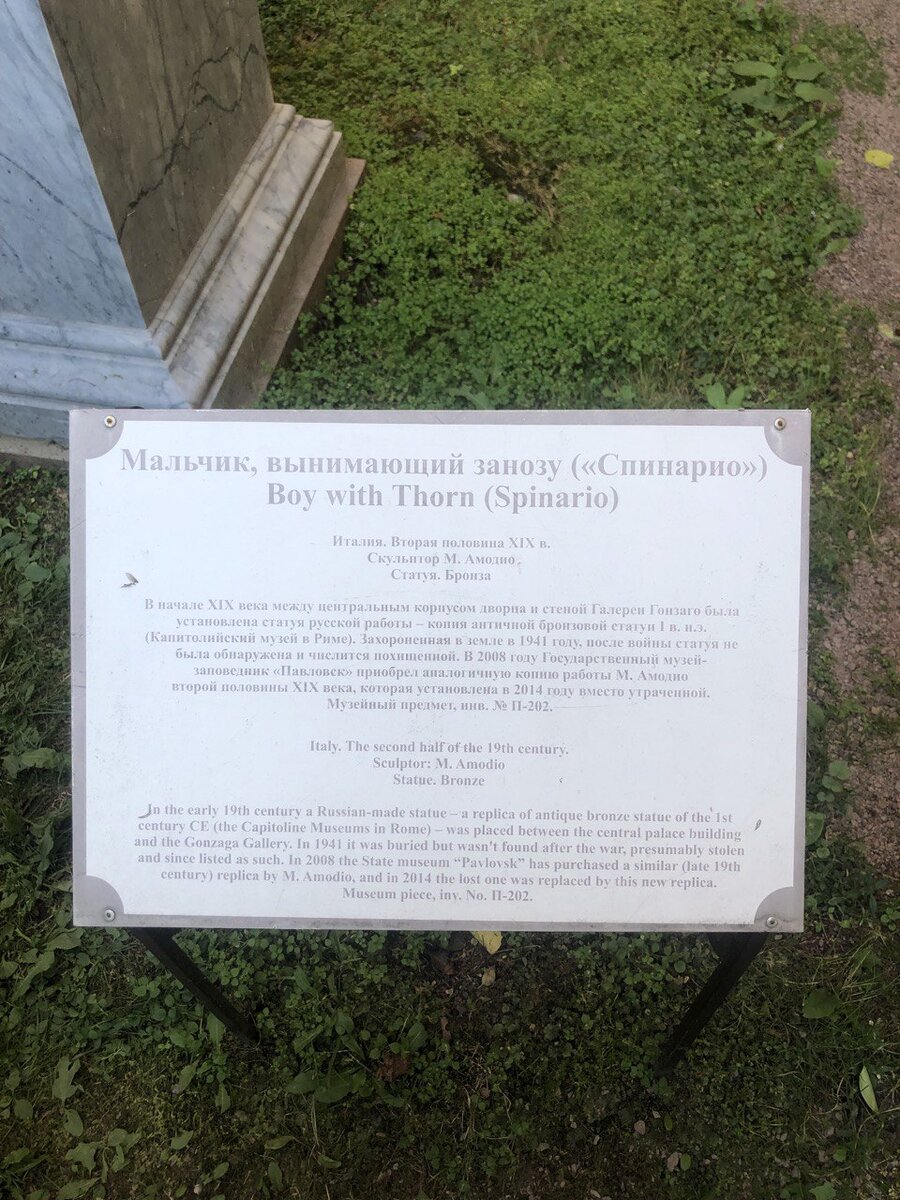 Мальчик, вынимающий занозу («Спинарио»)
Boy with Thorn (Spinario)
Италия. Вторая половина XIX в.
Скульптор М. Амодио
Статуя. Бронза
В начале XIX века между центральным корпусом дворца и стеной Галереи Гонзаго была
установлена статуя русской работы – копия античной бронзовой статуи I в. н.э.
(Капитолийский музей в Риме). Захороненная в земле в 1941 году, после войны статуя не
была обнаружена и числится похищенной. В 2008 году Государственный музей-
заповедник «Павловск» приобрел аналогичную копию работы М. Амодио
второй половины XIX века, которая установлена в 2014 году вместо утраченной.
Музейный предмет, инв. № П-202.
Italy. The second half of the 19th century.
Sculptor: M. Amodio
Statue. Bronze
In the early 19th century a Russian-made statue – a replica of antique bronze statue of the 1st
century CE (the Capitoline Museums in Rome) – was placed between the central palace building
and the Gonzaga Gallery. In 1941 it was buried but wasn't found after the war, presumably stolen
and since listed as such. In 2008 the State museum “Pavlovsk” has purchased a similar (late 19th
century) replica by M. Amodio, and in 2014 the lost one was replaced by this new replica.
Museum piece, inv. No. П-202.